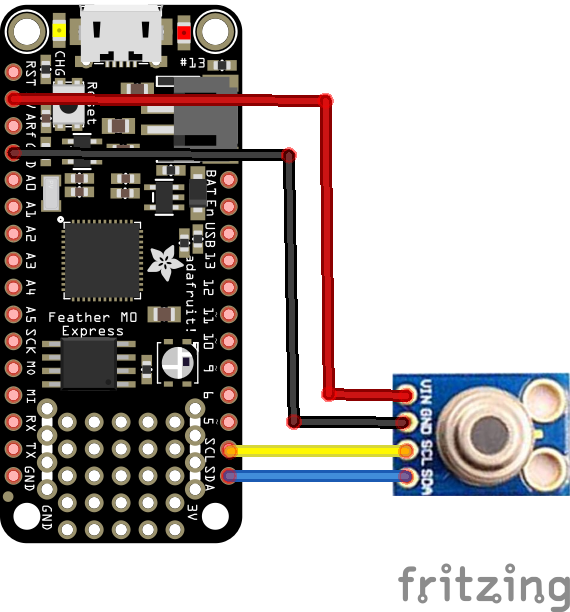 CHG
#13
Reset
RST
ARf
A0
A1
A2
A3
A4
A5
SCK
MO
MI
RX
TX
GND
BAT
En
USB
13
12
11
10
9
6
5
SCL
SDA
adafruit!
Feather M0
Express
GND
3V
VIN GND SCL SDA
fritzing